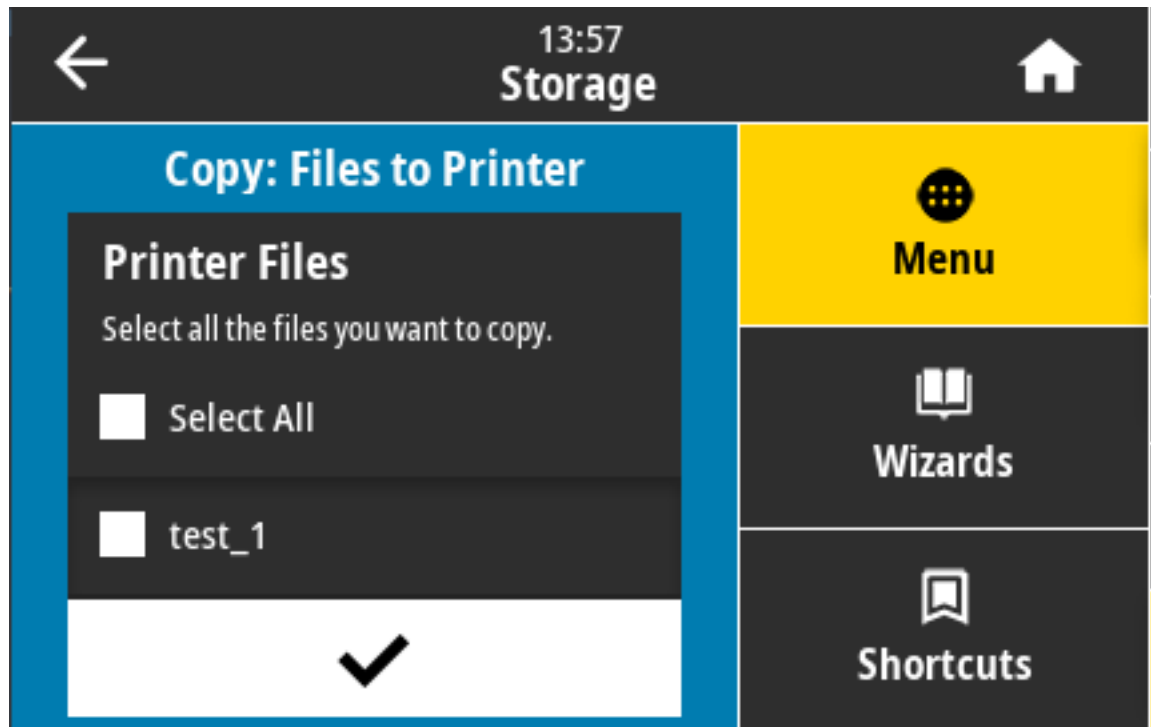 13:57
Storage
Copy: Files to Printer
Printer Files
Select all the files you want to copy.
Select All
test_1
Menu
Wizards
Shortcuts